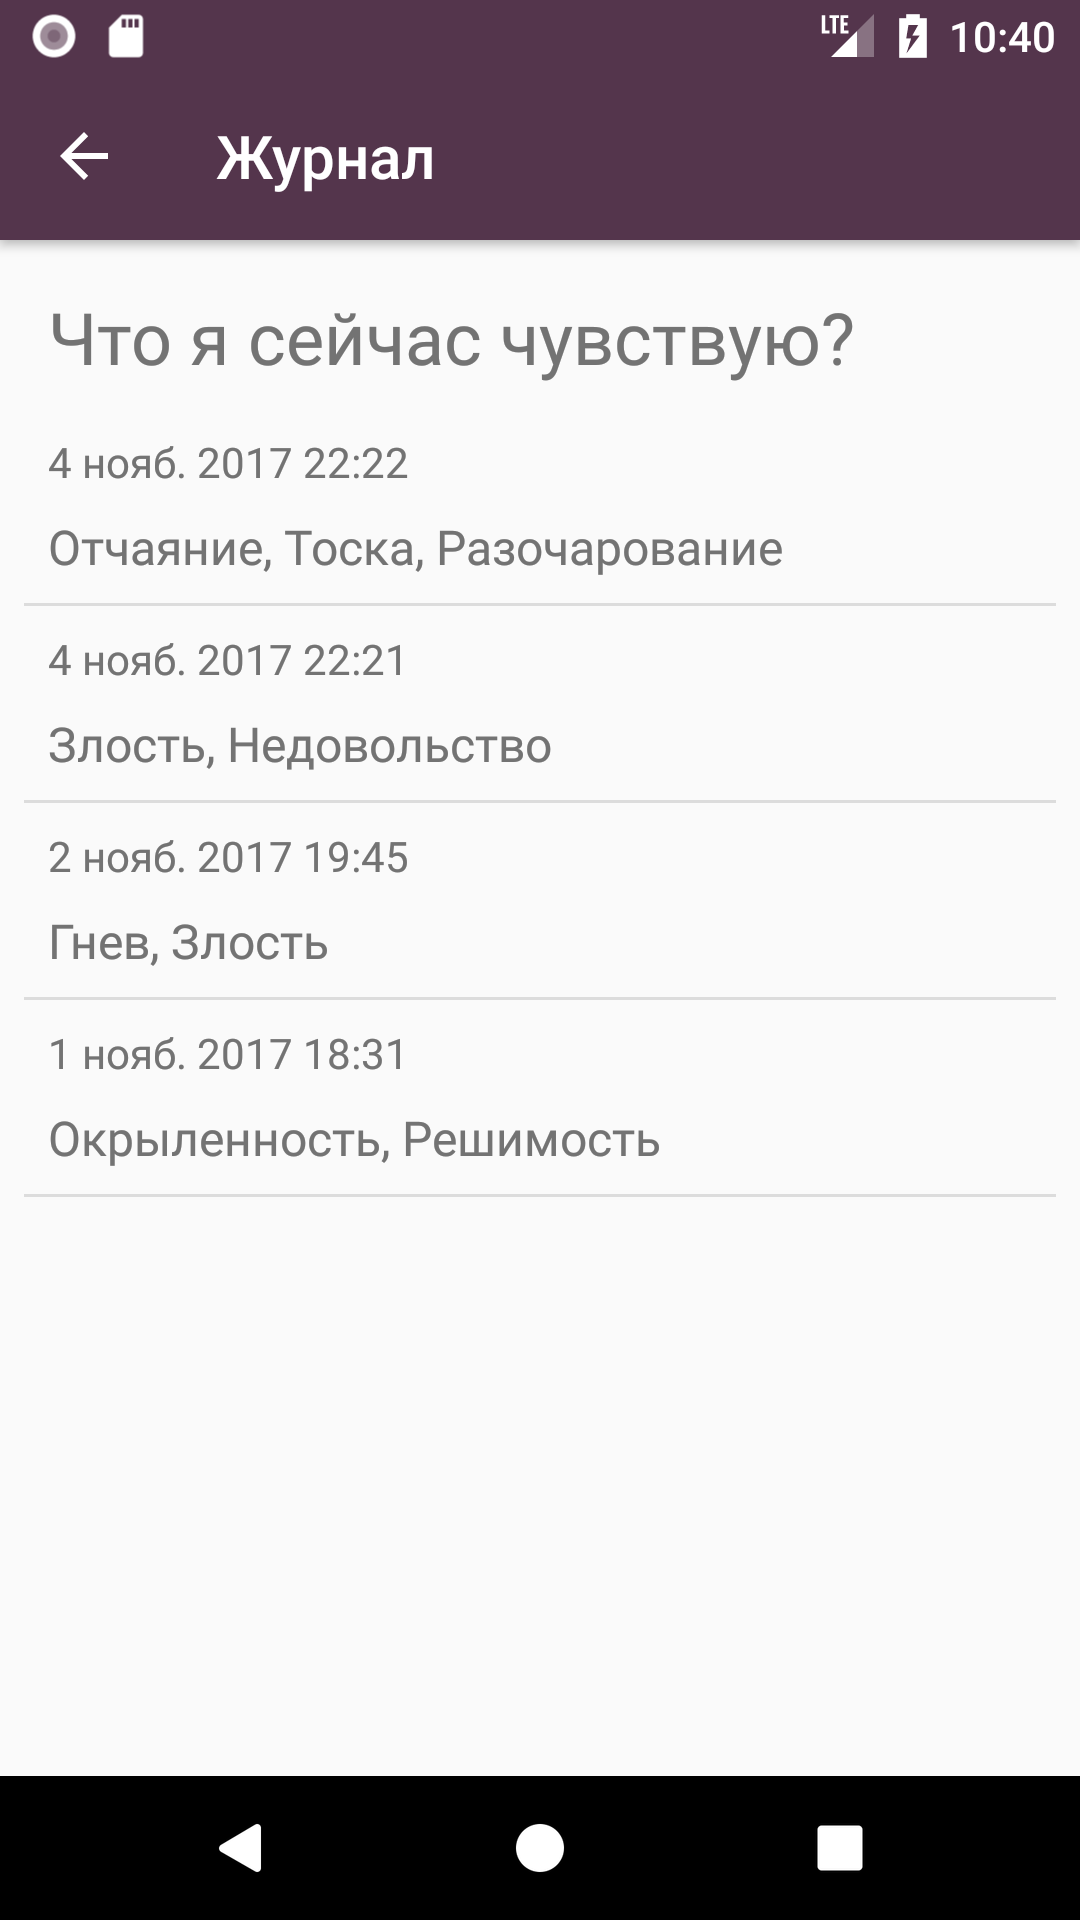 LTE 10:40
Журнал
Что я сейчас чувствую?
4 нояб. 2017 22:22
Отчаяние, Тоска, Разочарование
4 нояб. 2017 22:21
Злость, Недовольство
2 нояб. 2017 19:45
Гнев, Злость
1 нояб. 2017 18:31
Окрыленность, Решимость